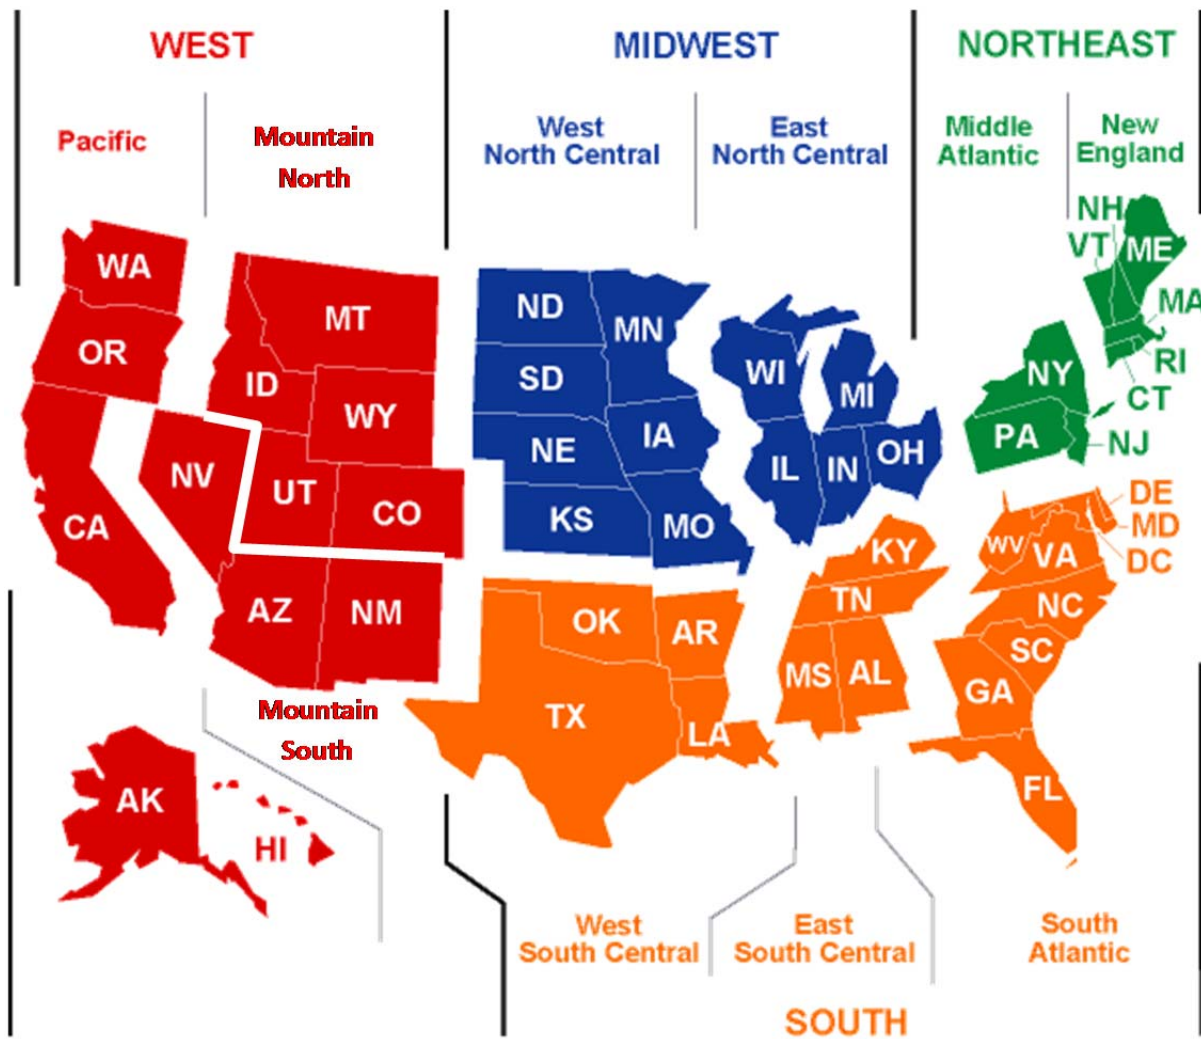 WEST
MIDWEST
NORTHEAST
Pacific
Mountain
North
West
North Central
East
North Central
Middle
Atlantic
New
England
NH
VT
ME
MA
RI
CT
NJ
NY
PA
WA
OR
CA
MT
ID
WY
NV
UT
CO
AZ
NM
ND
MN
SD
IA
NE
KS
MO
WI
MI
IL
IN
OH
DE
MD
DC
WV
VA
KY
TN
NC
SC
GA
FL
MS
AL
OK
AR
TX
LA
Mountain
South
AK
HI
West
South Central
East
South Central
South
Atlantic
SOUTH